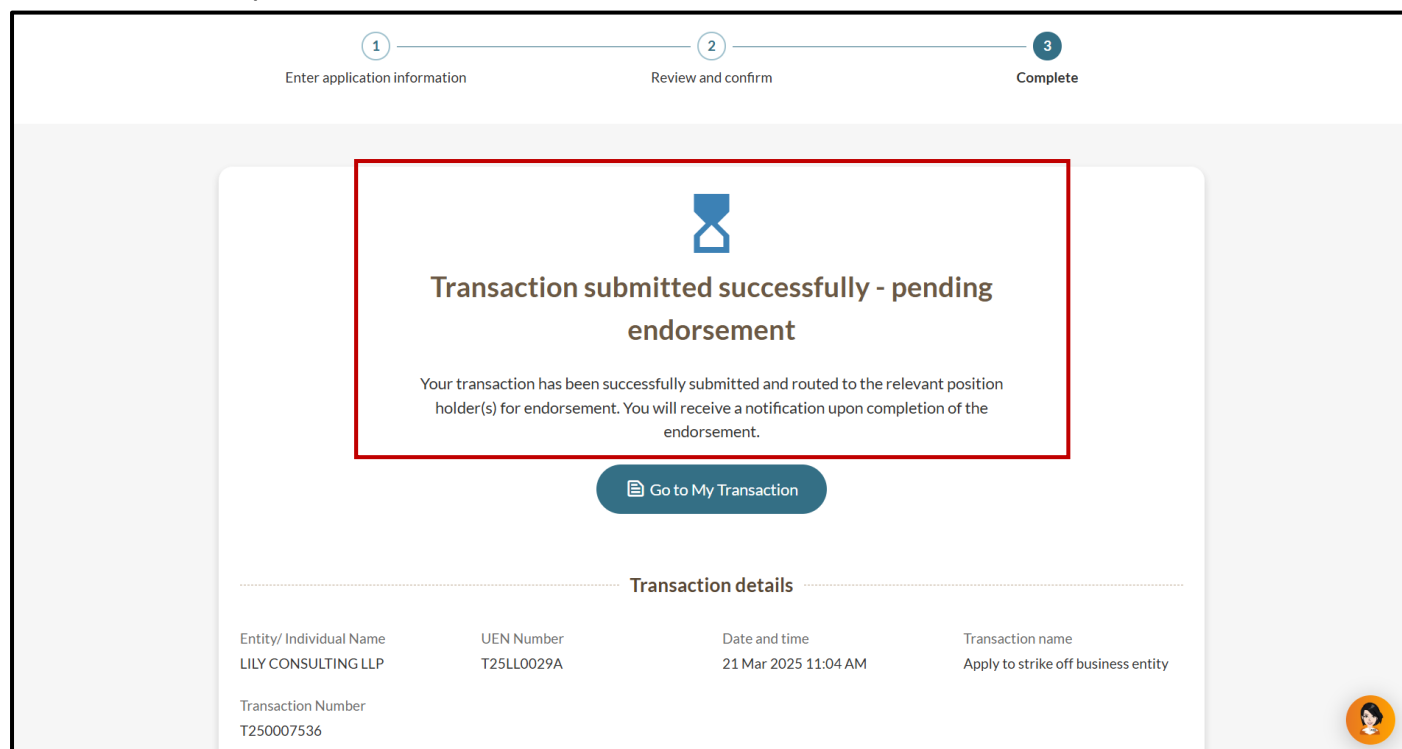 1
2
3
Enter application information
Review and confirm
Complete
Transaction submitted successfully - pending
endorsement
Your transaction has been successfully submitted and routed to the relevant position
holder(s) for endorsement. You will receive a notification upon completion of the
endorsement.
Go to My Transaction
Transaction details
Entity/ Individual Name
UEN Number
Date and time
Transaction name
LILY CONSULTING LLP
T25LL0029A
21 Mar 2025 11:04 AM
Apply to strike off business entity
Transaction Number
T250007536